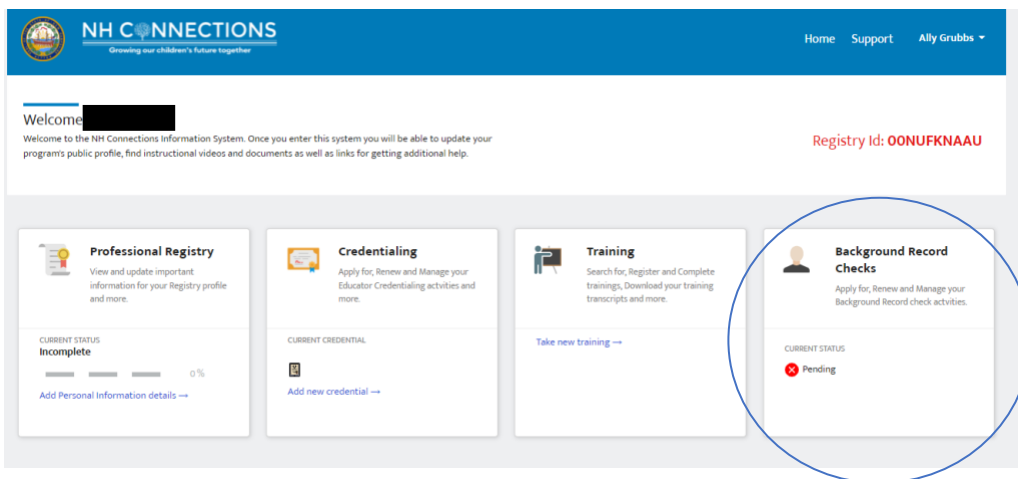 NH CONNECTIONS
Growing our children's future together
Home Support Ally Grubbs
Welcome
Welcome to the NH Connections Information System. Once you enter this system you will be able to update your
program's public profile, find instructional videos and documents as well as links for getting additional help.
Registry Id: 00NUFKNAAU
Professional Registry
View and update important
information for your Registry profile
and more.
CURRENT STATUS
Incomplete
0%
Add Personal Information details →
Credentialing
Apply for, Renew and Manage your
Educator Credentialing actvities and
more.
CURRENT CREDENTIAL
Add new credential →
Training
Search for, Register and Complete
trainings, Download your training
transcripts and more.
Take new training →
Background Record
Checks
Apply for, Renew and Manage your
Background Record check actvities.
CURRENT STATUS
Pending